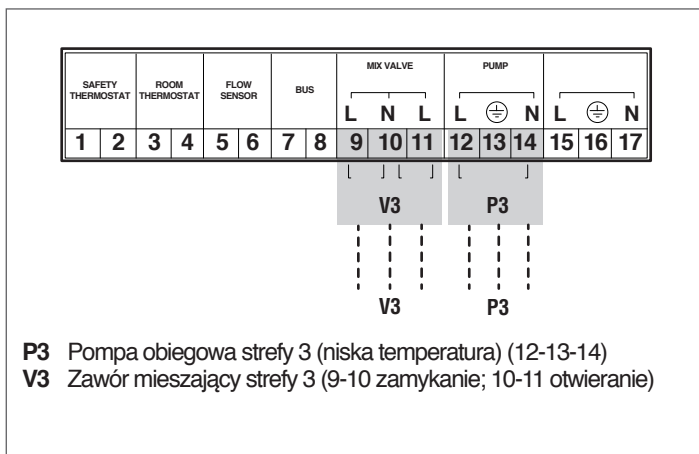 MIX VALVE PUMP
SAFETY THERMOSTAT ROOM THERMOSTAT FLOW SENSOR BUS
L N L L N L N
1 2 3 4 5 6 7 8 9 10 11 12 13 14 15 16 17
V3 P3
V3 P3
P3 Pompa obiegowa strefy 3 (niska temperatura) (12-13-14)
V3 Zawór mieszający strefy 3 (9-10 zamykanie; 10-11 otwieranie)